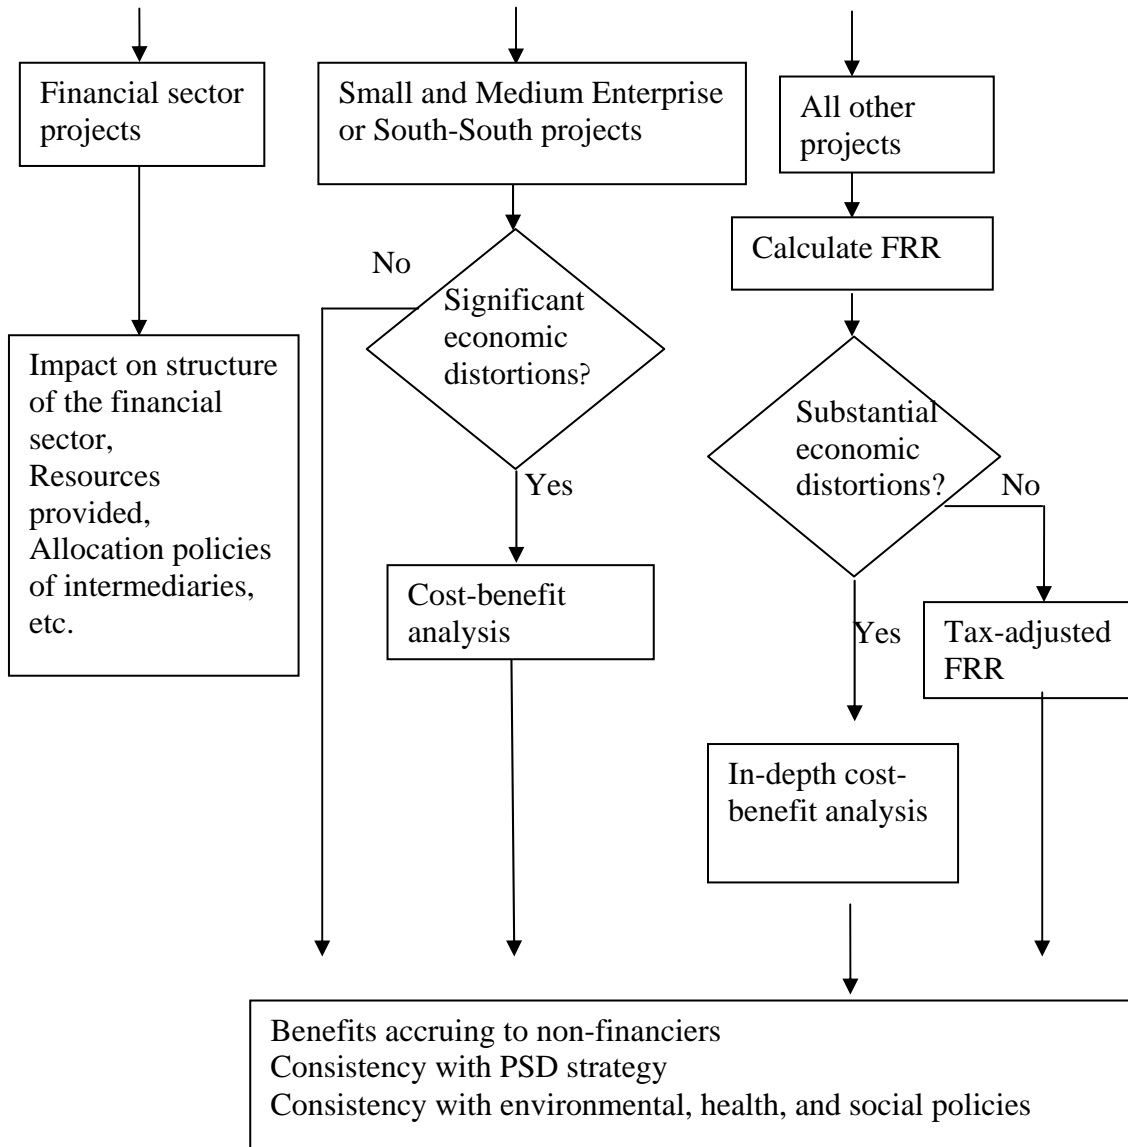 Financial sector
projects
Small and Medium Enterprise
or South-South projects
All other
projects
Calculate FRR
No
Significant
economic
distortions?
Yes
Substantial
economic
distortions?
No
Yes
Impact on structure
of the financial
sector,
Resources
provided,
Allocation policies
of intermediaries,
etc.
Cost-benefit
analysis
Tax-adjusted
FRR
In-depth cost-
benefit analysis
Benefits accruing to non-financiers
Consistency with PSD strategy
Consistency with environmental, health, and social policies